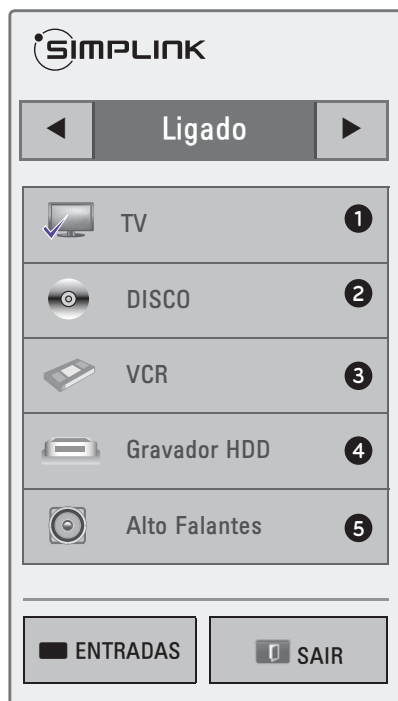 SIMPLINK
◀ Ligado ▶
TV 1
DISCO 2
VCR 3
Gravador HDD 4
Alto Falantes 5
ENTRADAS SAIR